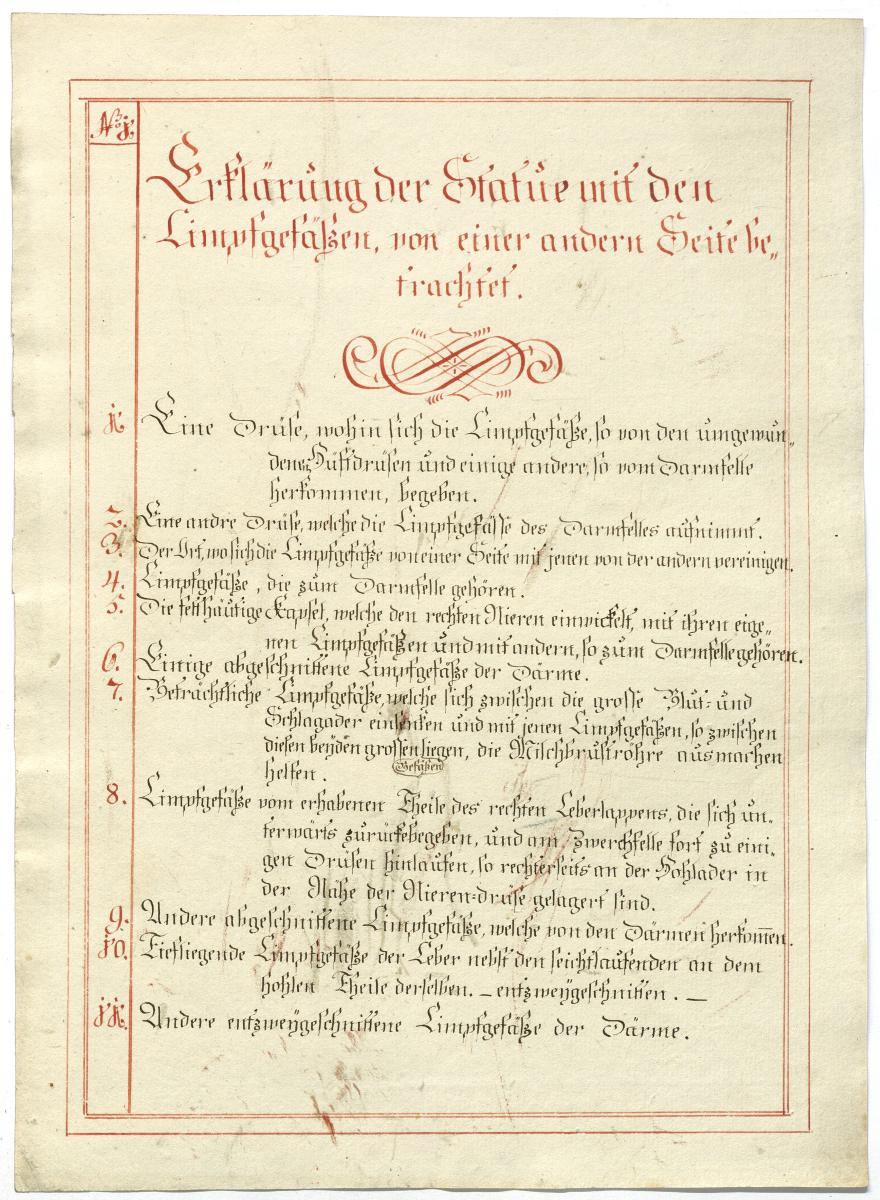 No j.
Erklärung der Statue mit den
Limpfgefäßen, von einer andern Seite be„
trachtet.
j. Eine Drüse, wohin sich die Limpfgefäße, so von den umgewun„
denen Hüftdrüsen und einige andere, so vom Darmfelle
herkommen, begeben.
2. Eine andre Drüse, welche die Limpfgefässe des Darmfelles aufnimmt.
3. Der Ort, wo sich die Limpfgefäße von einer Seite mit jenen von der andern vereinigen.
4. Limpfgefäße, die zum Darmfelle gehören.
5. Die fetthäutige Kapsel, welche den rechten Nieren einwickelt, mit ihren eige„
nen Limpfgefäßen und mit andern, so zum Darmfelle gehören.
6. Einige abgeschnittene Limpfgefäße der Därme.
7. Beträchtliche Limpfgefäße, welche sich zwischen die grosse Blut= und
Schlagader einsenken und mit jenen Limpfgefäßen, so zwischen
diesen beyden grossen liegen, die Milchbruströhre ausmachen
Gefäßen
helfen.
8. Limpfgefäße vom erhabenen Theile des rechten Leberlappens, die sich un„
terwärts zurückebegeben, und am Zwerchfelle fort zu eini„
gen Drüsen hinlaufen, so rechterseits an der Hohlader in
der Nähe der Nieren=drüse gelagert sind.
9. Andere abgeschnittene Limpfgefäße, welche von den Därmen herkom̅en.
j0. Tiefliegende Limpfgefäße der Leber nebst den seichtlaufenden an dem
hohlen Theile derselben. – entzweygeschnitten. –
jj. Andere entzweygeschnittene Limpfgefäße der Därme.